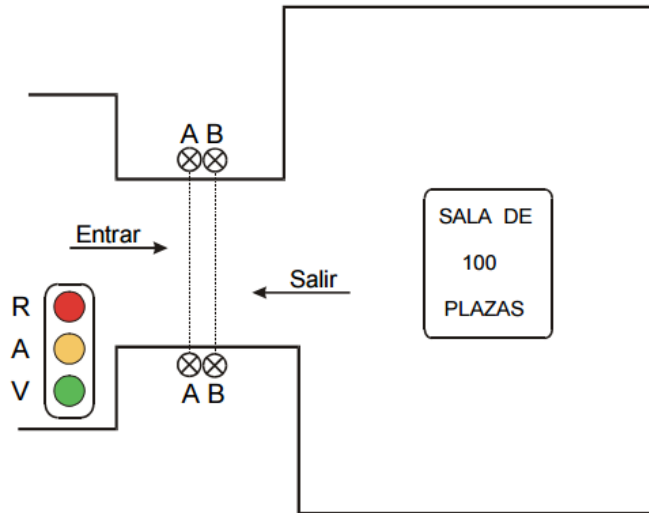 A B
Entrar
Salir
SALA DE
100
PLAZAS
R
A
V
A B